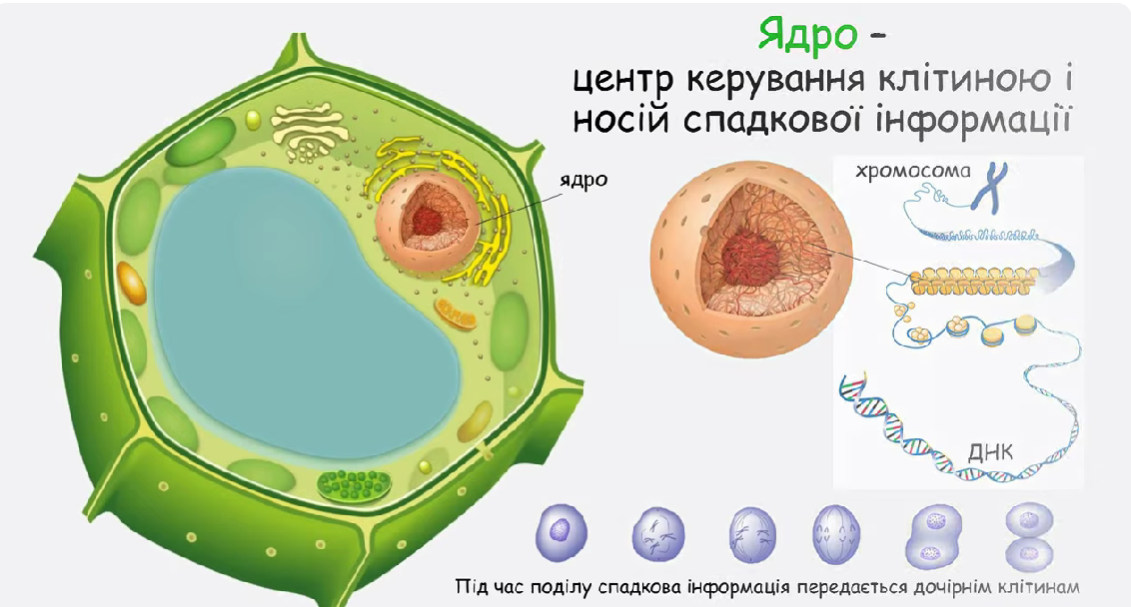 Ядро –
центр керування клітиною і
носій спадкової інформації
ядро
хромосома
ДНК
Під час поділу спадкова інформація передається дочірнім клітинам